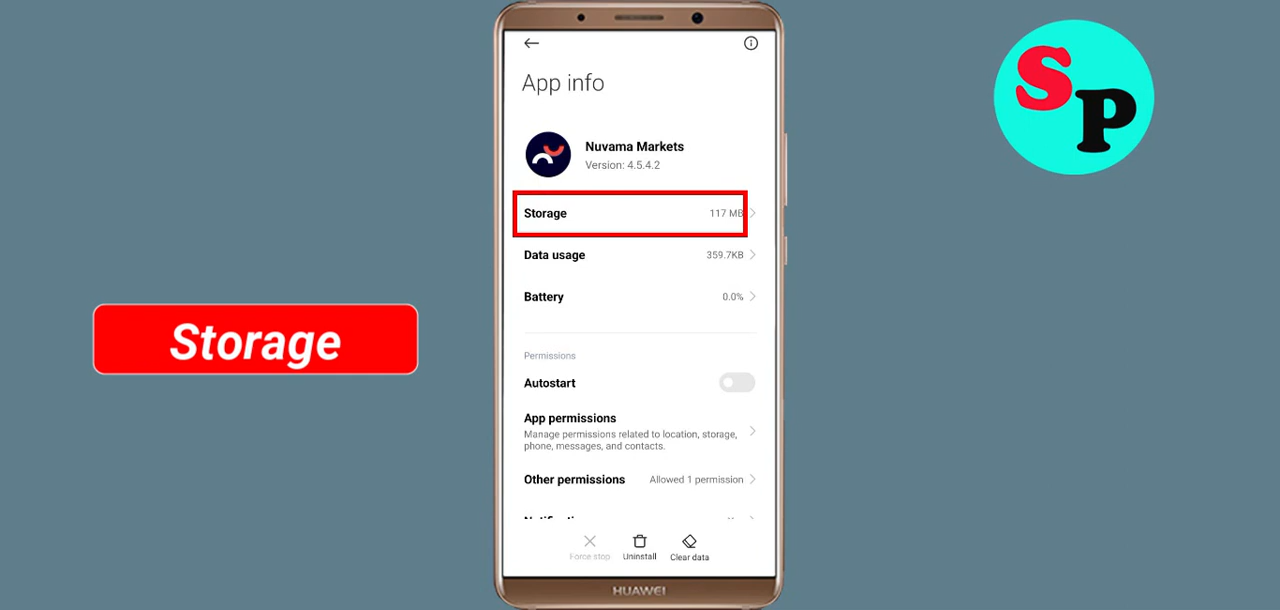 App info
Nuvama Markets
Version: 4.5.4.2
Storage 117 MB
Data usage 359.7KB
Battery 0.0%
Permissions
Autostart
App permissions
Manage permissions related to location, storage,
phone, messages, and contacts.
Other permissions Allowed 1 permission
Force stop Uninstall Clear data
HUAWEI
Storage
SP